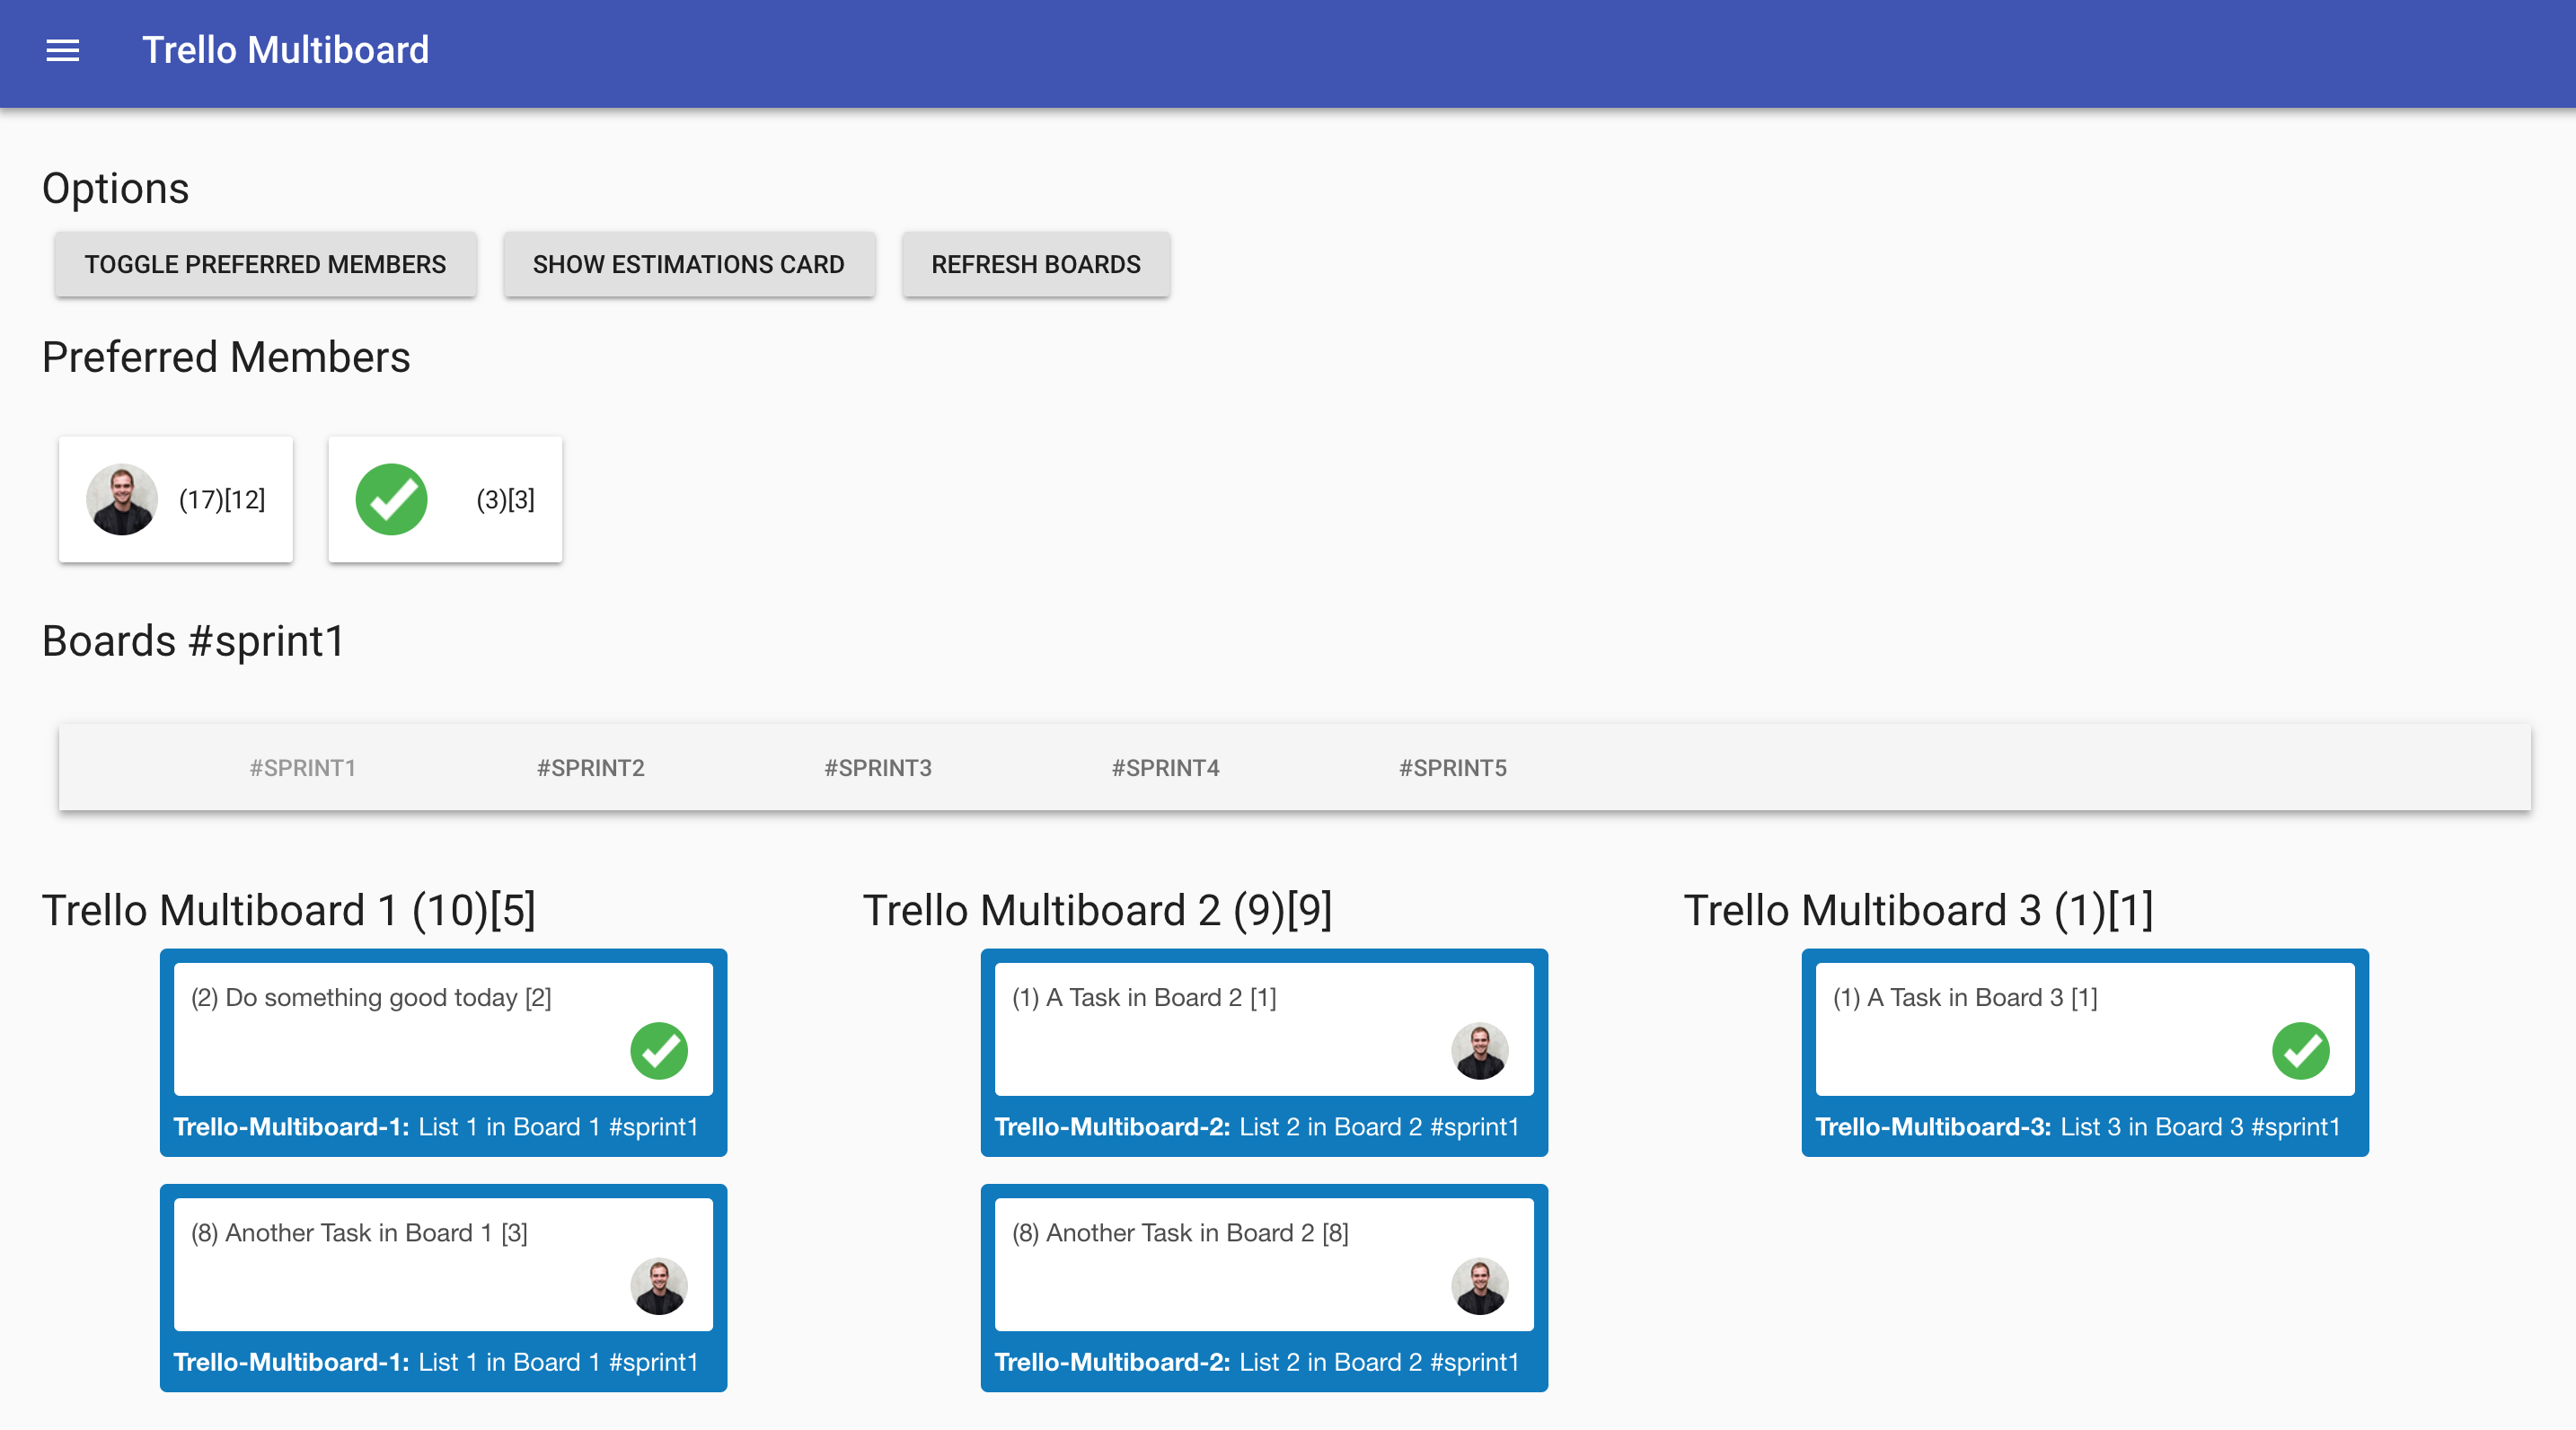 Trello Multiboard
Options
TOGGLE PREFERRED MEMBERS SHOW ESTIMATIONS CARD REFRESH BOARDS
Preferred Members
(17)[12] (3)[3]
Boards #sprint1
#SPRINT1 #SPRINT2 #SPRINT3 #SPRINT4 #SPRINT5
Trello Multiboard 1 (10)[5]
(2) Do something good today [2]
Trello-Multiboard-1: List 1 in Board 1 #sprint1
(8) Another Task in Board 1 [3]
Trello-Multiboard-1: List 1 in Board 1 #sprint1
Trello Multiboard 2 (9)[9]
(1) A Task in Board 2 [1]
Trello-Multiboard-2: List 2 in Board 2 #sprint1
(8) Another Task in Board 2 [8]
Trello-Multiboard-2: List 2 in Board 2 #sprint1
Trello Multiboard 3 (1)[1]
(1) A Task in Board 3 [1]
Trello-Multiboard-3: List 3 in Board 3 #sprint1